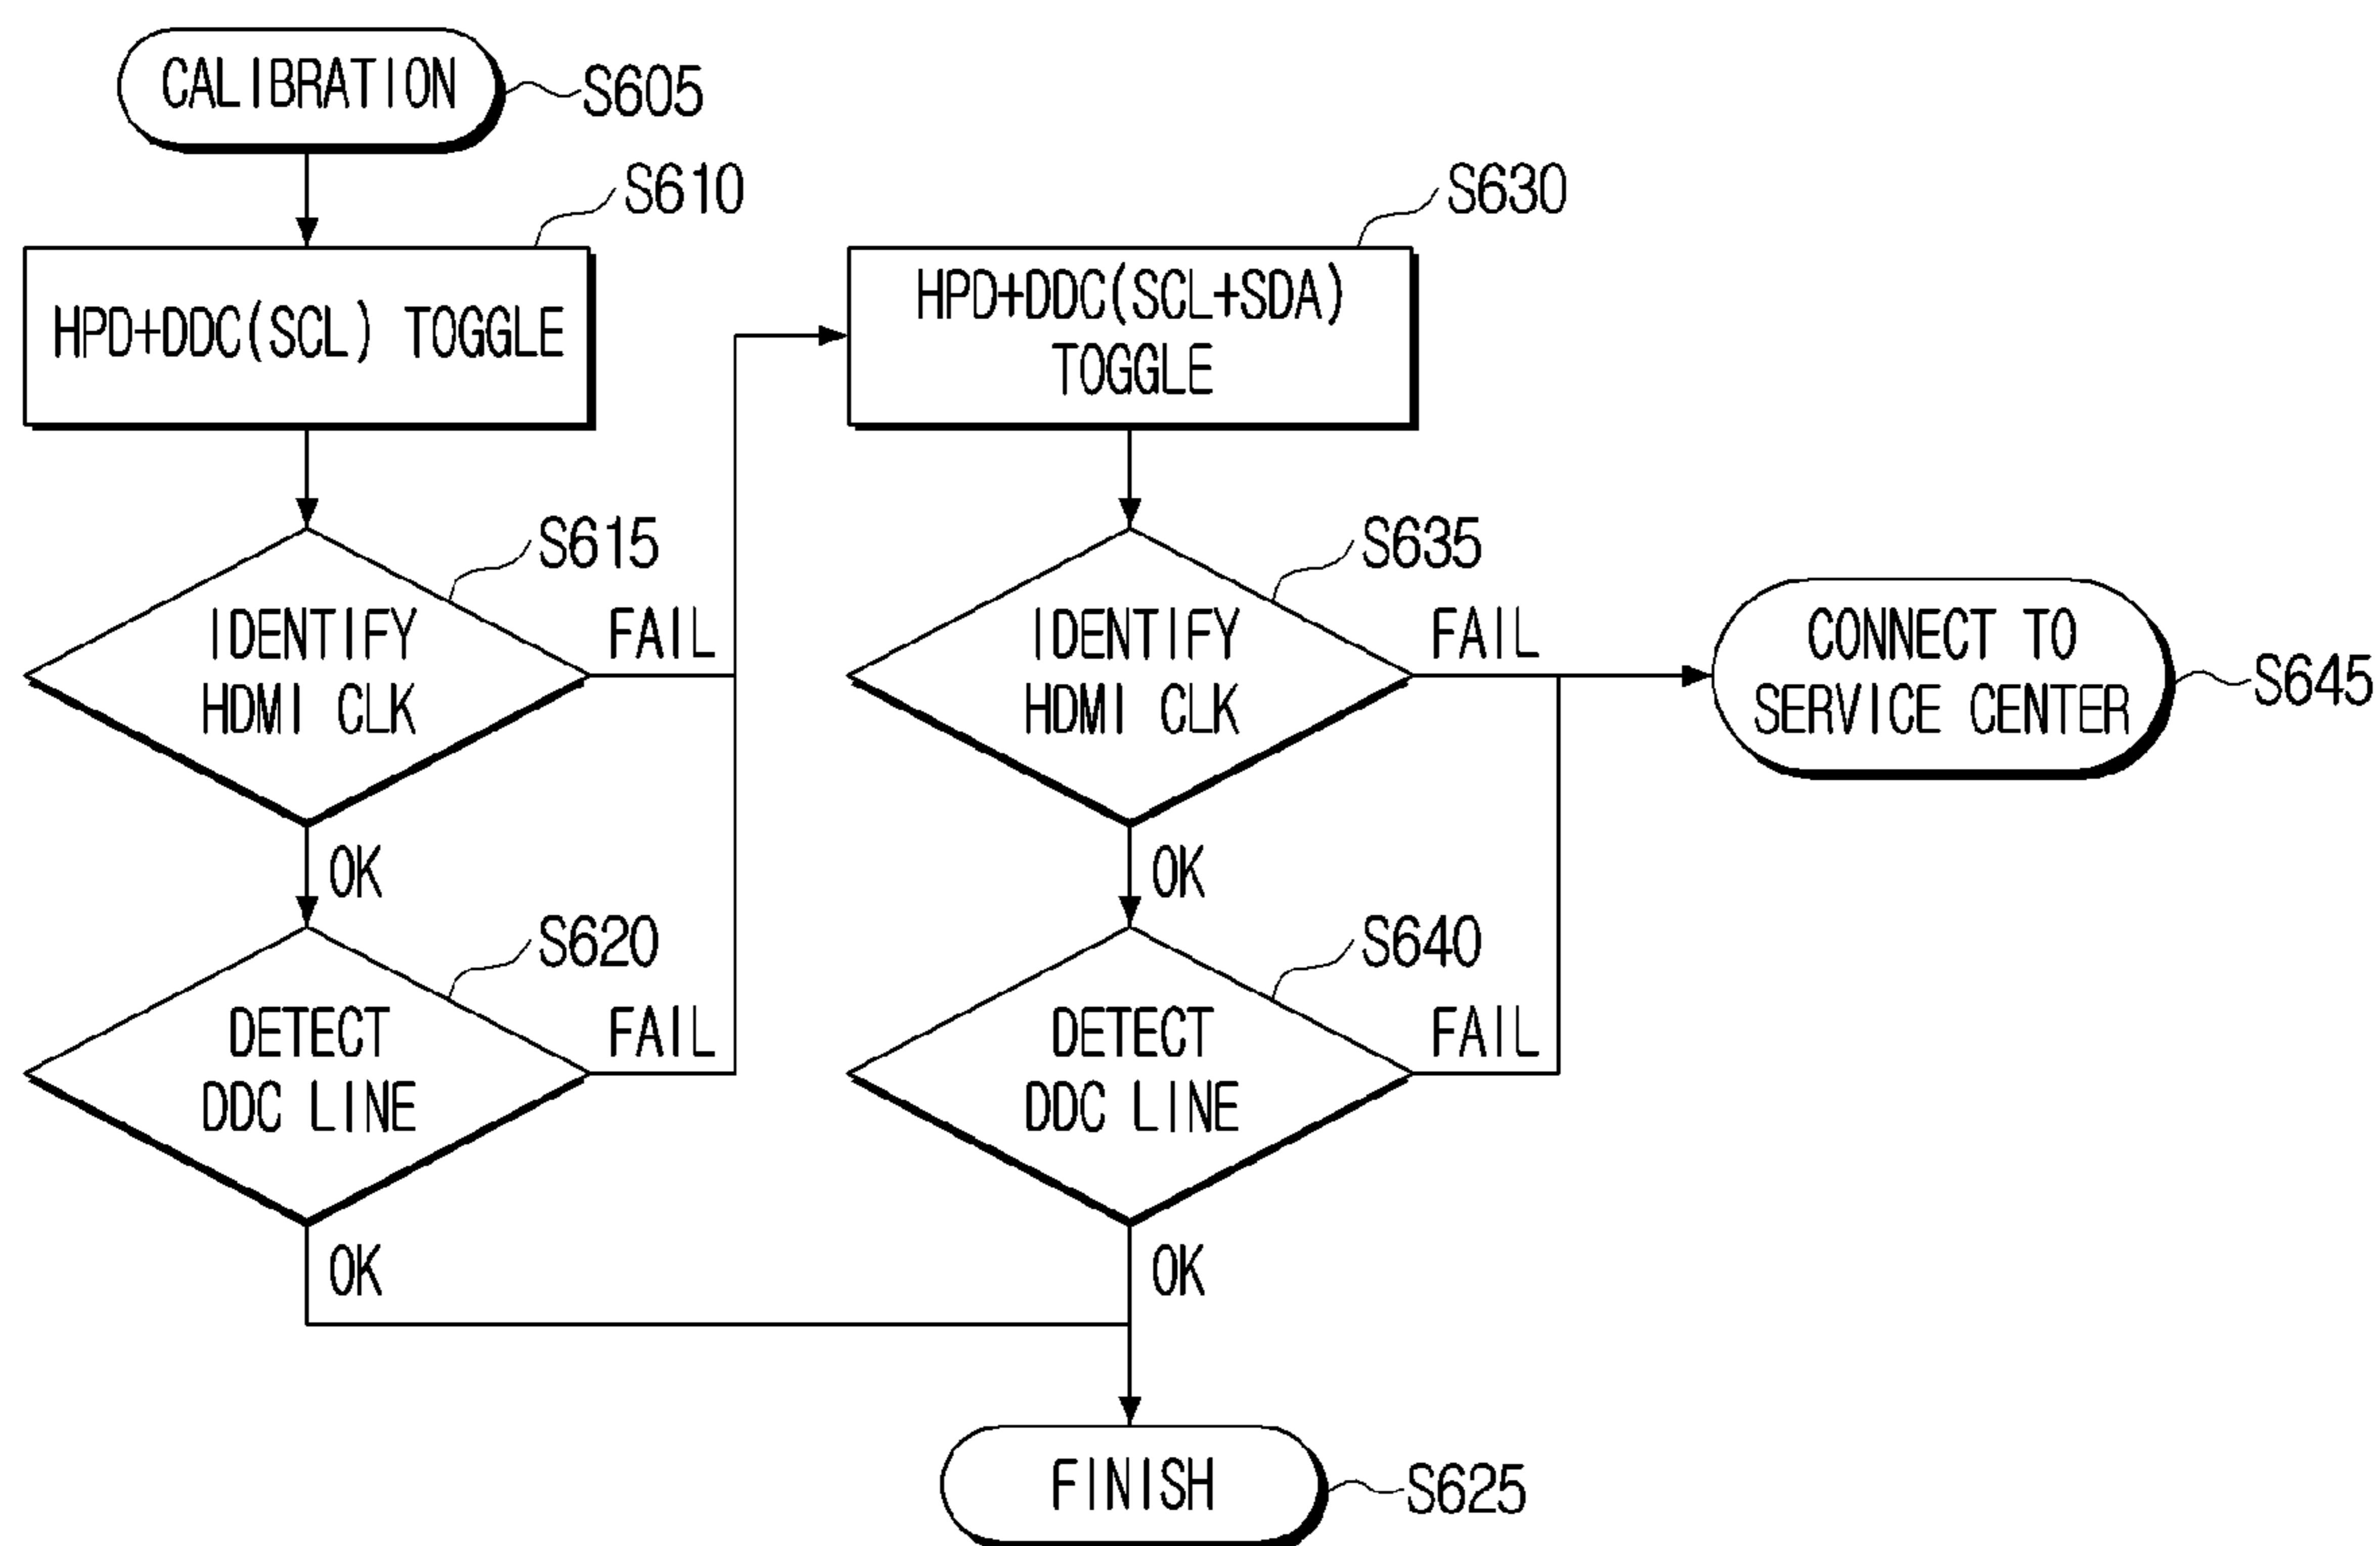 CALIBRATION
S605
S610
HPD+DDC(SCL) TOGGLE
S615
IDENTIFY
HDMI CLK
FAIL
OK
S620
DETECT
DDC LINE
FAIL
OK
S630
HPD+DDC(SCL+SDA)
TOGGLE
S635
IDENTIFY
HDMI CLK
FAIL
OK
S640
DETECT
DDC LINE
FAIL
OK
CONNECT TO
SERVICE CENTER
S645
FINISH
S625